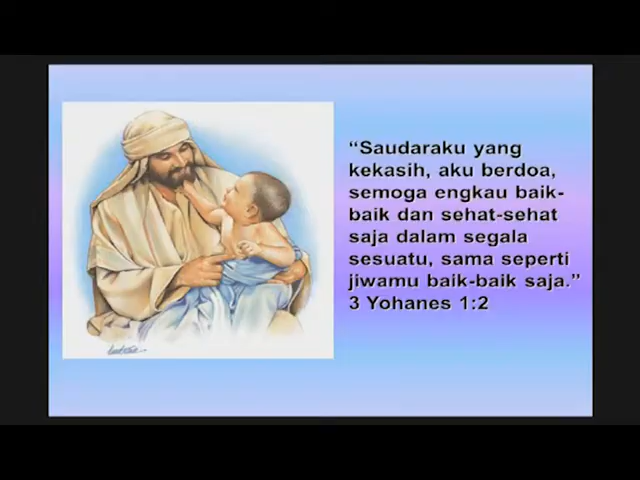 “Saudaraku yang
kekasih, aku berdoa,
semoga engkau baik-
baik dan sehat-sehat
saja dalam segala
sesuatu, sama seperti
jiwamu baik-baik saja.”
3 Yohanes 1:2